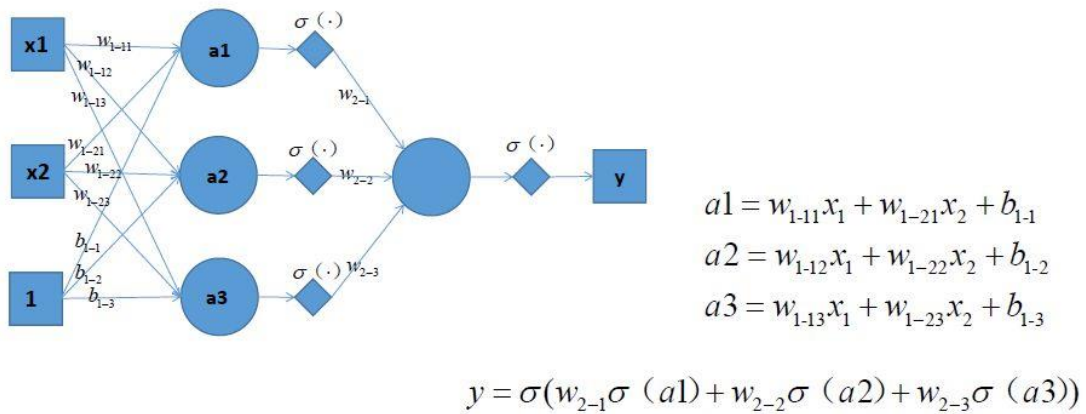 σ (·)
x1
w1-11
a1
w1-12
w1-13
w2-1
w1-21
σ (·)
σ (·)
x2
w1-22
a2
w2-2
y
w1-23
b1-1
σ (·) w2-3
b1-2
1
b1-3
a3
a1 = w1-11x1 + w1-21x2 + b1-1
a2 = w1-12x1 + w1-22x2 + b1-2
a3 = w1-13x1 + w1-23x2 + b1-3
y = σ(w2-1σ (a1) + w2-2σ (a2) + w2-3σ (a3))